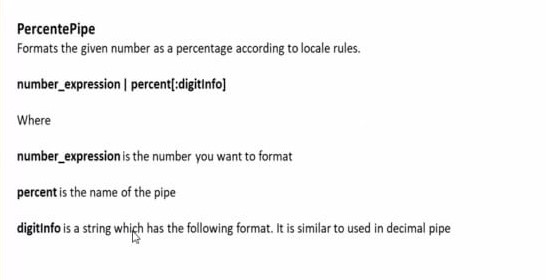 PercentePipe
Formats the given number as a percentage according to locale rules.
number_expression | percent[:digitInfo]
Where
number_expression is the number you want to format
percent is the name of the pipe
digitInfo is a string which has the following format. It is similar to used in decimal pipe